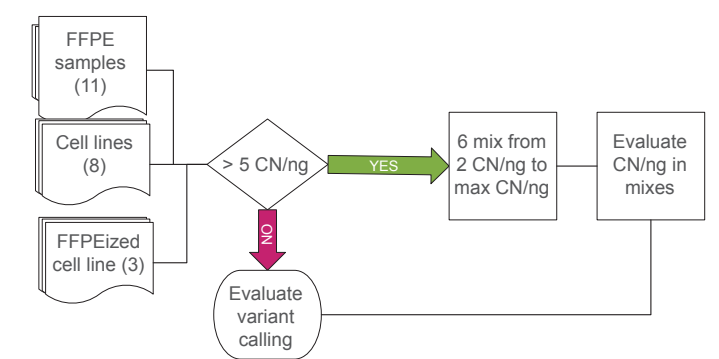 FFPE
samples
(11)
Cell lines
(8)
FFPEized
cell line (3)
> 5 CN/ng
YES
NO
6 mix from
2 CN/ng to
max CN/ng
Evaluate
CN/ng in
mixes
Evaluate
variant
calling